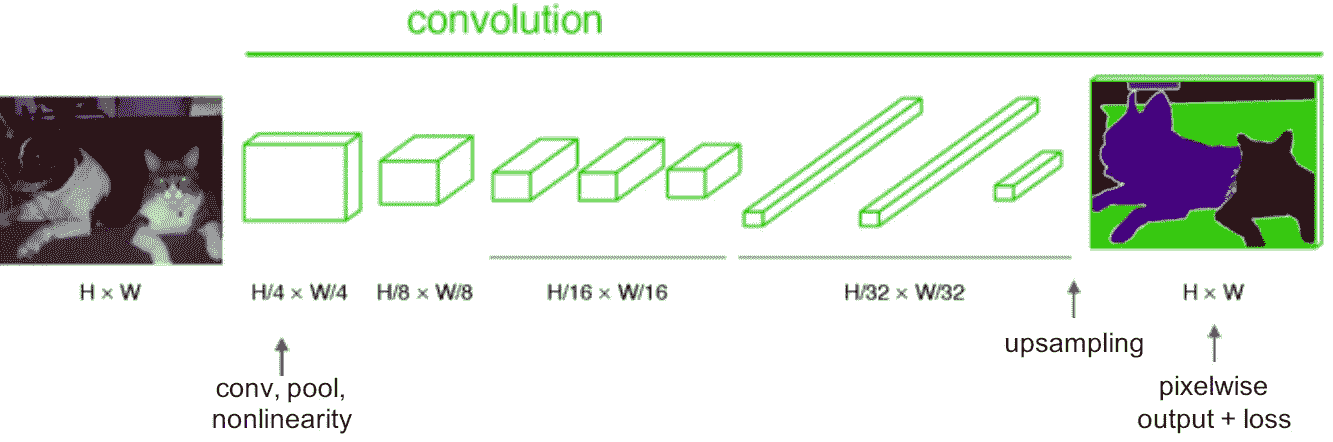 convolution
H × W
H/4 × W/4
H/8 × W/8
H/16 × W/16
H/32 × W/32
H × W
conv, pool,
nonlinearity
upsampling
pixelwise
output + loss